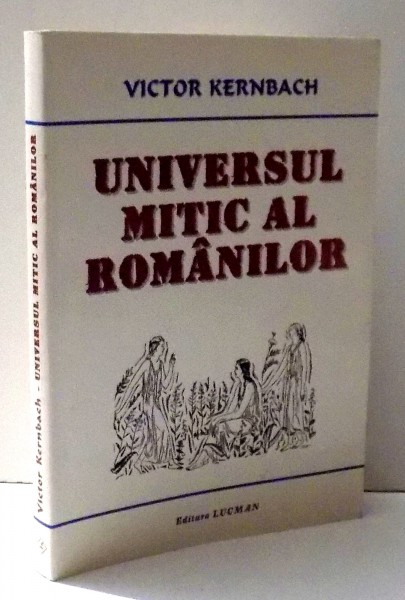 VICTOR KERNBACH
UNIVERSUL
MITIC AL
ROMÂNILOR
Editura LUCMAN
Victor Kernbach - UNIVERSUL MITIC AL ROMÂNILOR